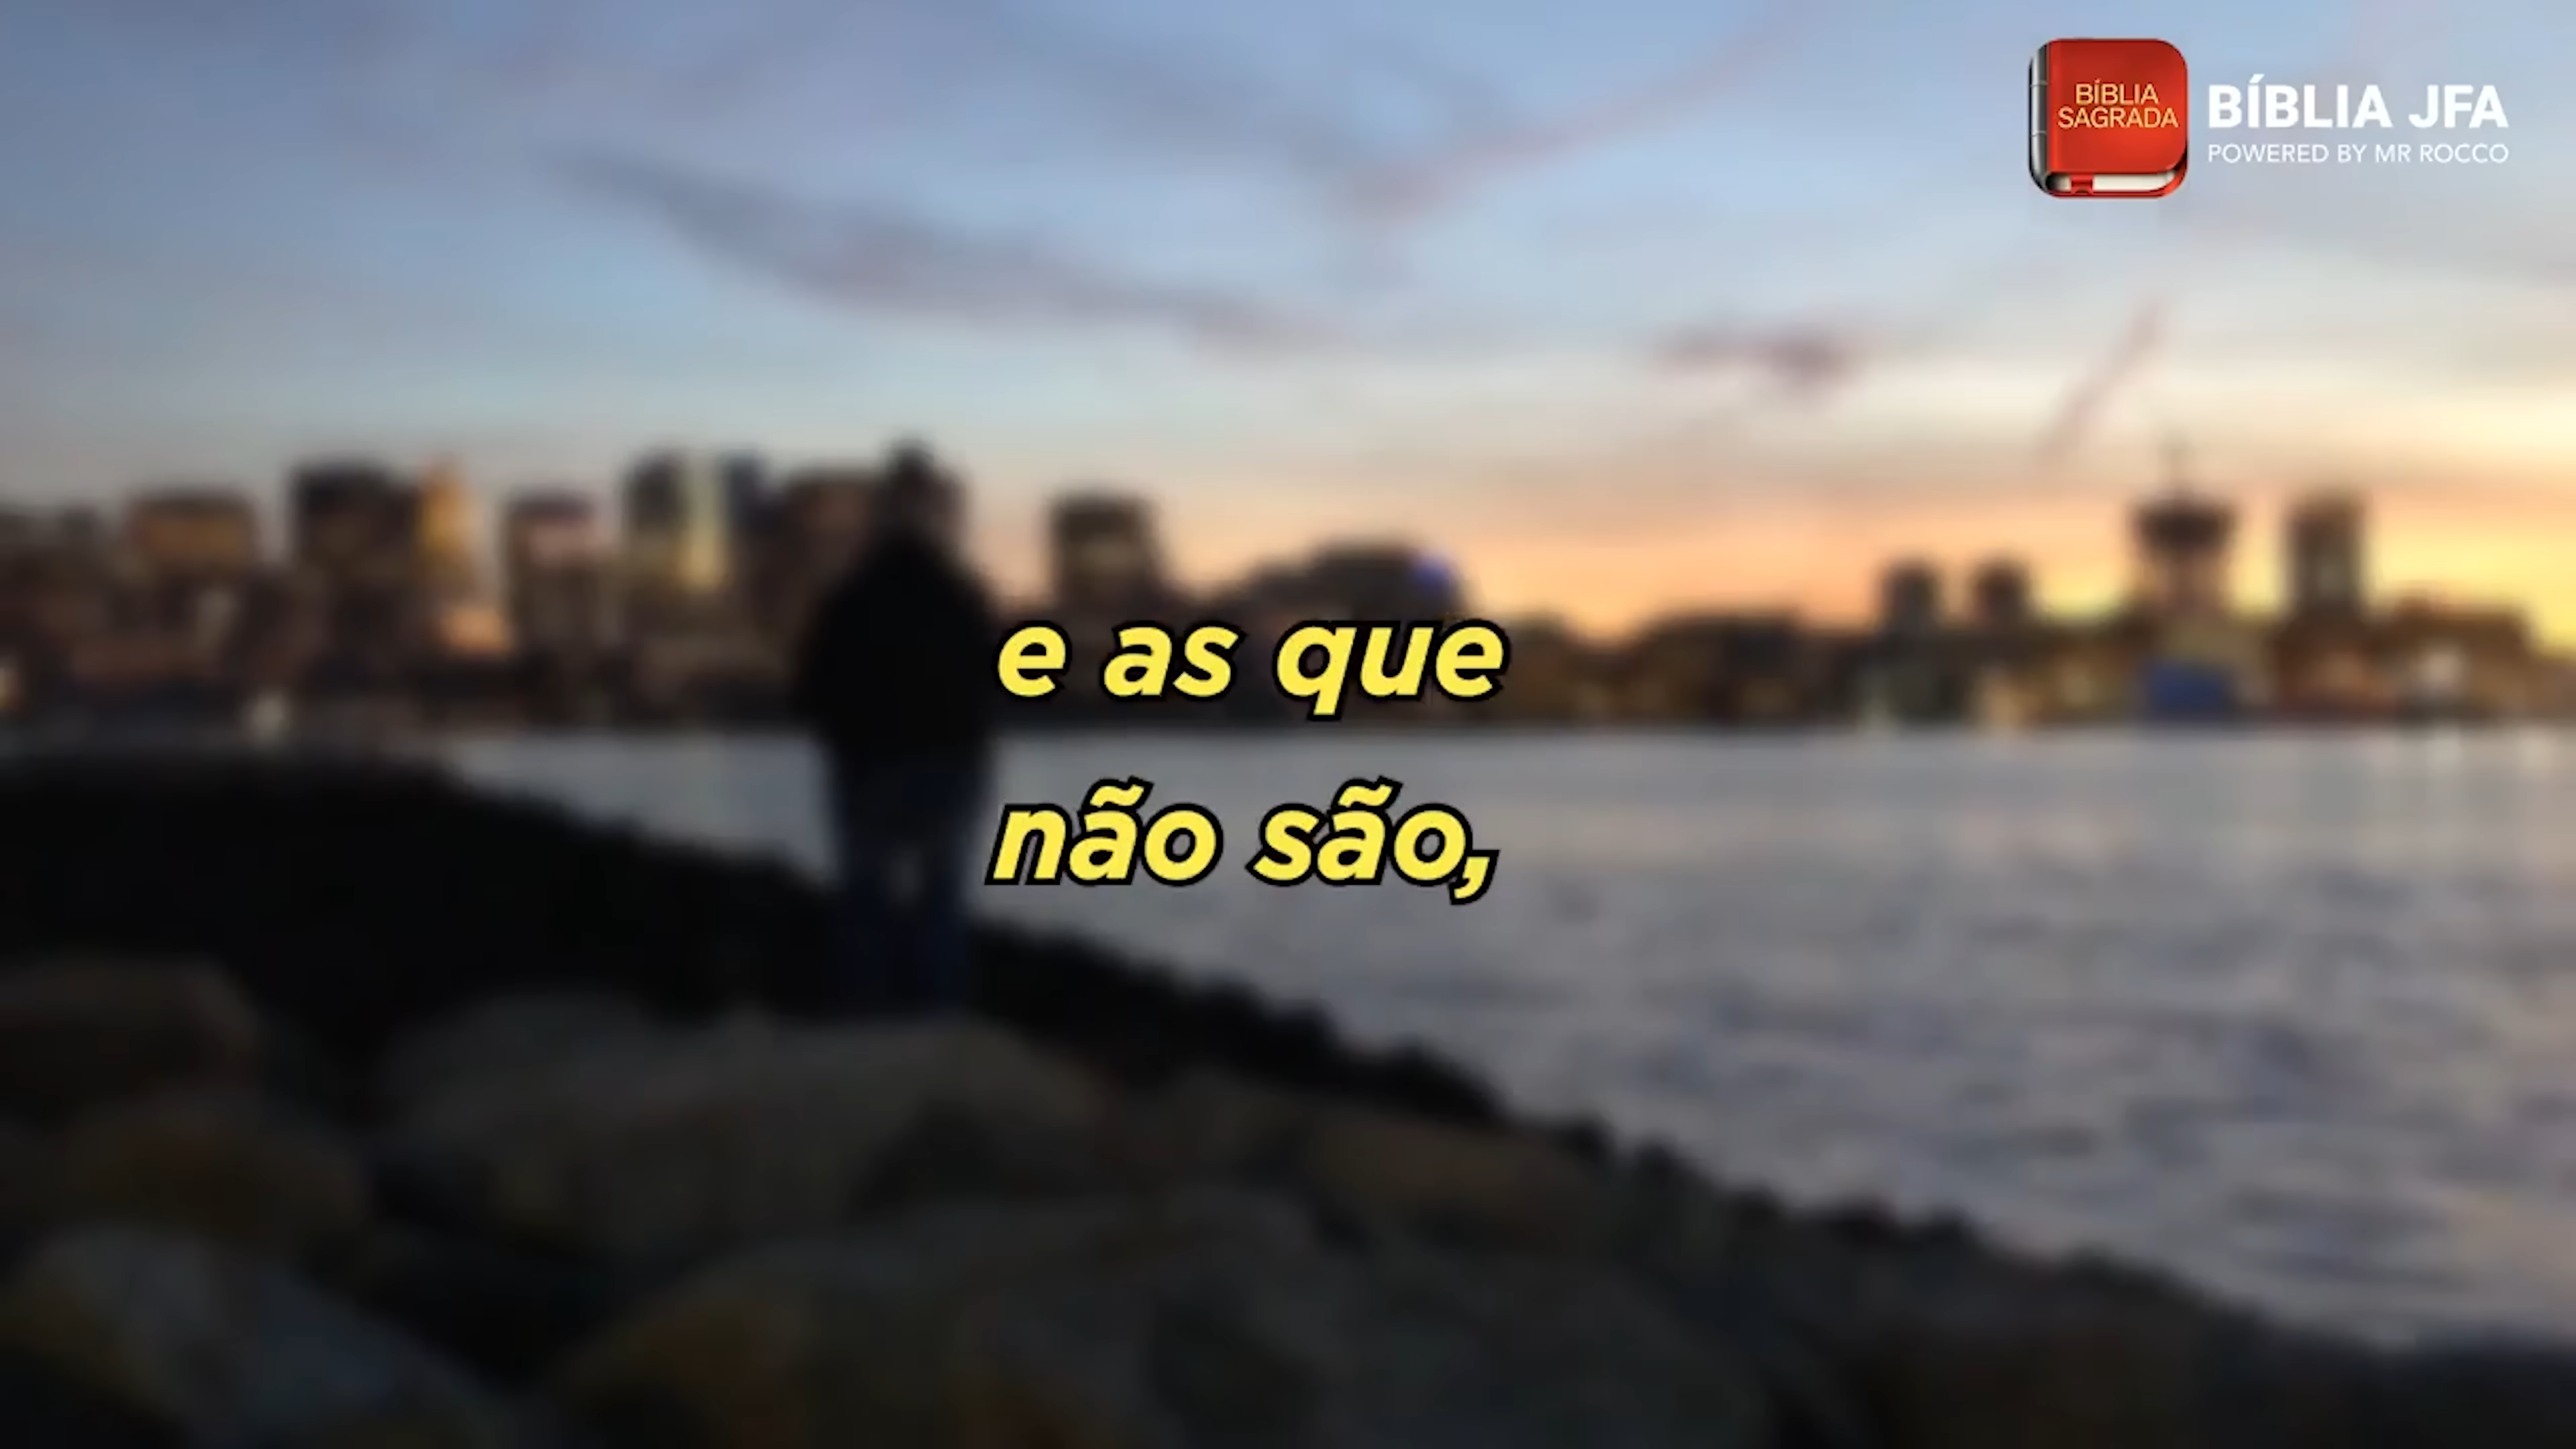 BÍBLIA
SAGRADA
BÍBLIA JFA
POWERED BY MR ROCCO
e as que
não são,